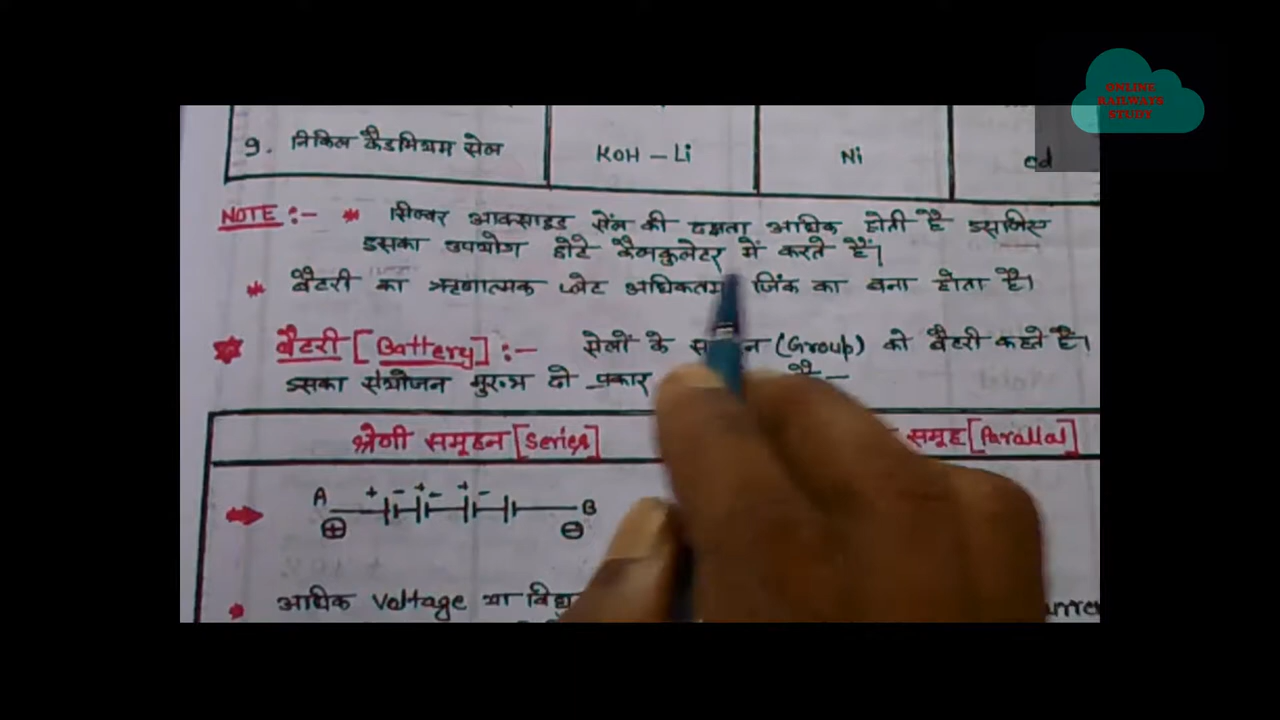 ONLINE
RAILWAYS
STUDY
9. निकिल कैडमियम सेल KOH – Li Ni cd
NOTE :- * सिल्वर आक्साइड सेल की दक्षता अधिक होती है इसलिए
इसका उपयोग छोटे कैलकुलेटर में करते हैं।
* बैटरी का ऋणात्मक प्लेट अधिकतम जिंक का बना होता है।
बैटरी [Battery] :- सेलों के (Group) को बैटरी कहते है।
इसका संयोजन मुख्य दो प्रकार
श्रेणी समूहन [Series] समूह [Parallal]
A + - + - + - B
+ -
* अधिक Voltage या